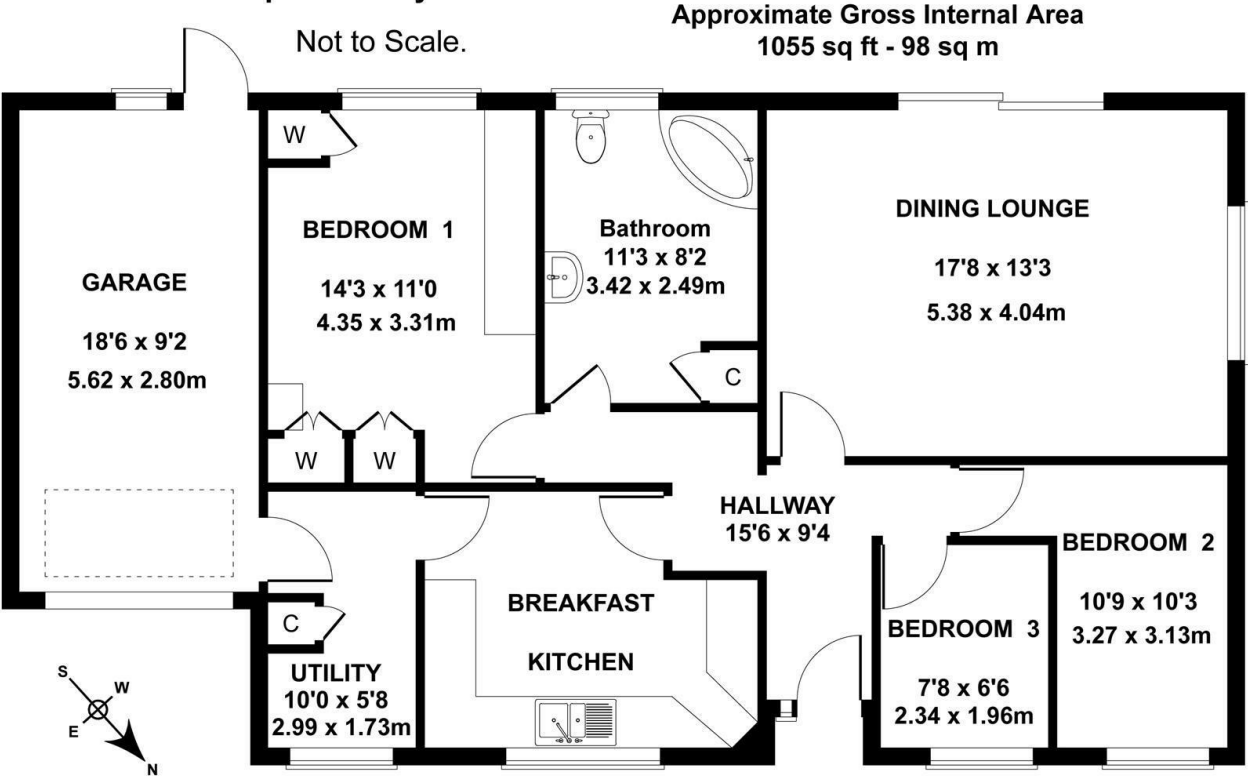 Not to Scale.
Approximate Gross Internal Area
1055 sq ft - 98 sq m
W
BEDROOM 1
14'3 x 11'0
4.35 x 3.31m
Bathroom
11'3 x 8'2
3.42 x 2.49m
DINING LOUNGE
17'8 x 13'3
5.38 x 4.04m
GARAGE
18'6 x 9'2
5.62 x 2.80m
C
W
W
HALLWAY
15'6 x 9'4
BEDROOM 2
10'9 x 10'3
3.27 x 3.13m
BREAKFAST
KITCHEN
BEDROOM 3
7'8 x 6'6
2.34 x 1.96m
C
UTILITY
10'0 x 5'8
2.99 x 1.73m
S
W
E
N